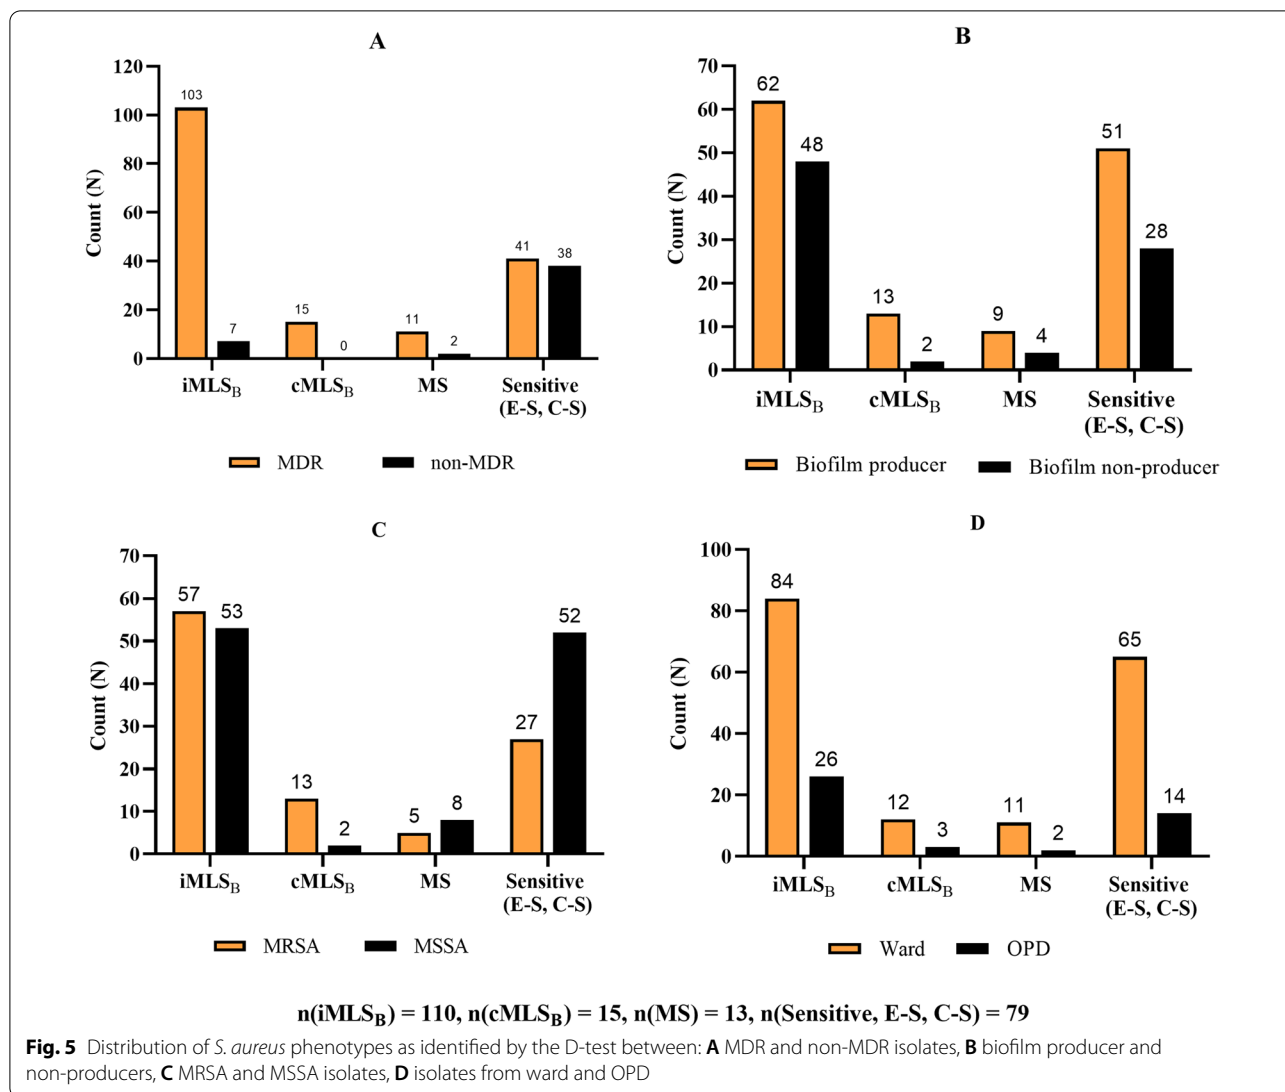 A
Count (N)
120
100
80
60
40
20
0
103
7
15
0
11
2
41
38
iMLSB
cMLSB
MS
Sensitive
(E-S, C-S)
MDR
non-MDR
B
Count (N)
70
60
50
40
30
20
10
0
62
48
13
2
9
4
51
28
iMLSB
cMLSB
MS
Sensitive
(E-S, C-S)
Biofilm producer
Biofilm non-producer
C
Count (N)
70
60
50
40
30
20
10
0
57
53
13
2
5
8
27
52
iMLSB
cMLSB
MS
Sensitive
(E-S, C-S)
MRSA
MSSA
D
Count (N)
100
80
60
40
20
0
84
26
12
3
11
2
65
14
iMLSB
cMLSB
MS
Sensitive
(E-S, C-S)
Ward
OPD
n(iMLSB) = 110, n(cMLSB) = 15, n(MS) = 13, n(Sensitive, E-S, C-S) = 79
Fig. 5 Distribution of S. aureus phenotypes as identified by the D-test between: A MDR and non-MDR isolates, B biofilm producer and
non-producers, C MRSA and MSSA isolates, D isolates from ward and OPD